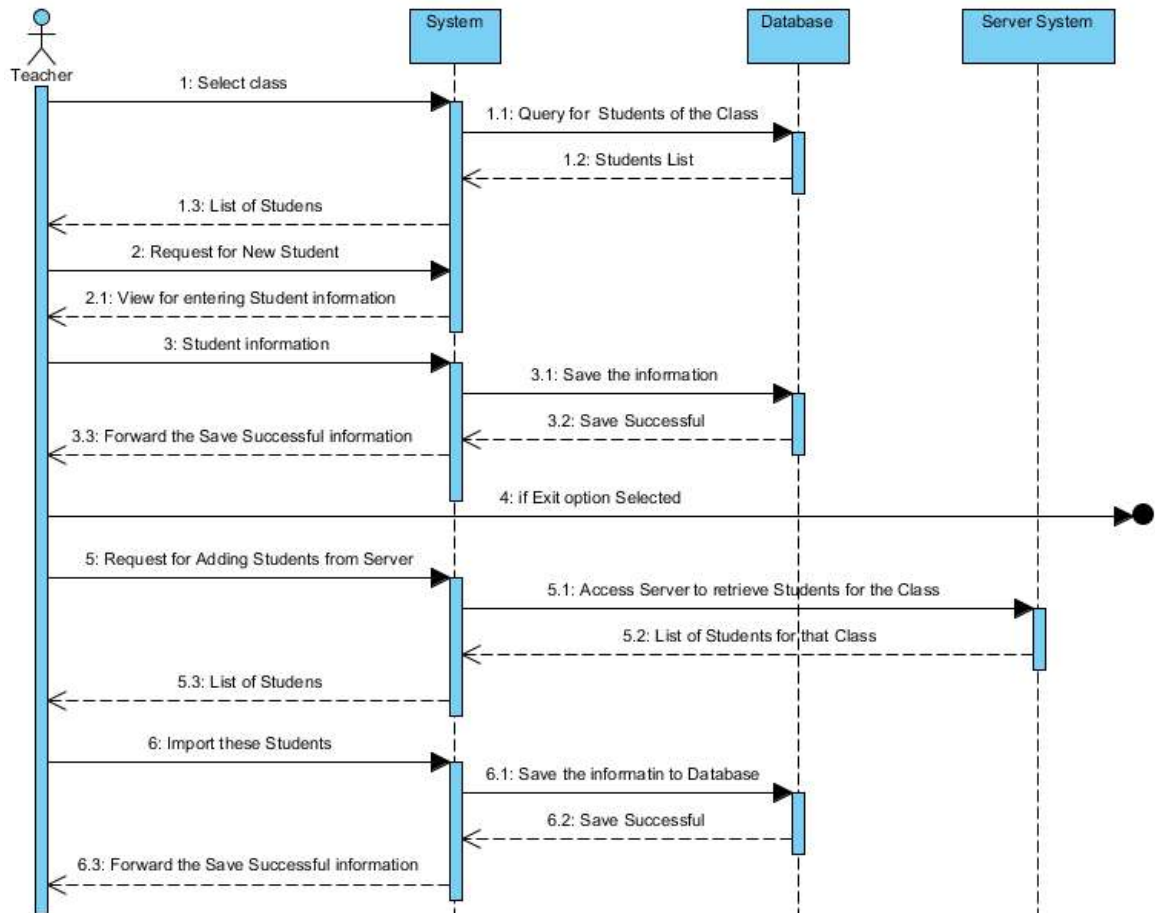 System
Database
Server System
Teacher
1: Select class
1.1: Query for Students of the Class
1.2: Students List
1.3: List of Studens
2: Request for New Student
2.1: View for entering Student information
3: Student information
3.1: Save the information
3.2: Save Successful
3.3: Forward the Save Successful information
4: if Exit option Selected
5: Request for Adding Students from Server
5.1: Access Server to retrieve Students for the Class
5.2: List of Students for that Class
5.3: List of Studens
6: Import these Students
6.1: Save the informatin to Database
6.2: Save Successful
6.3: Forward the Save Successful information